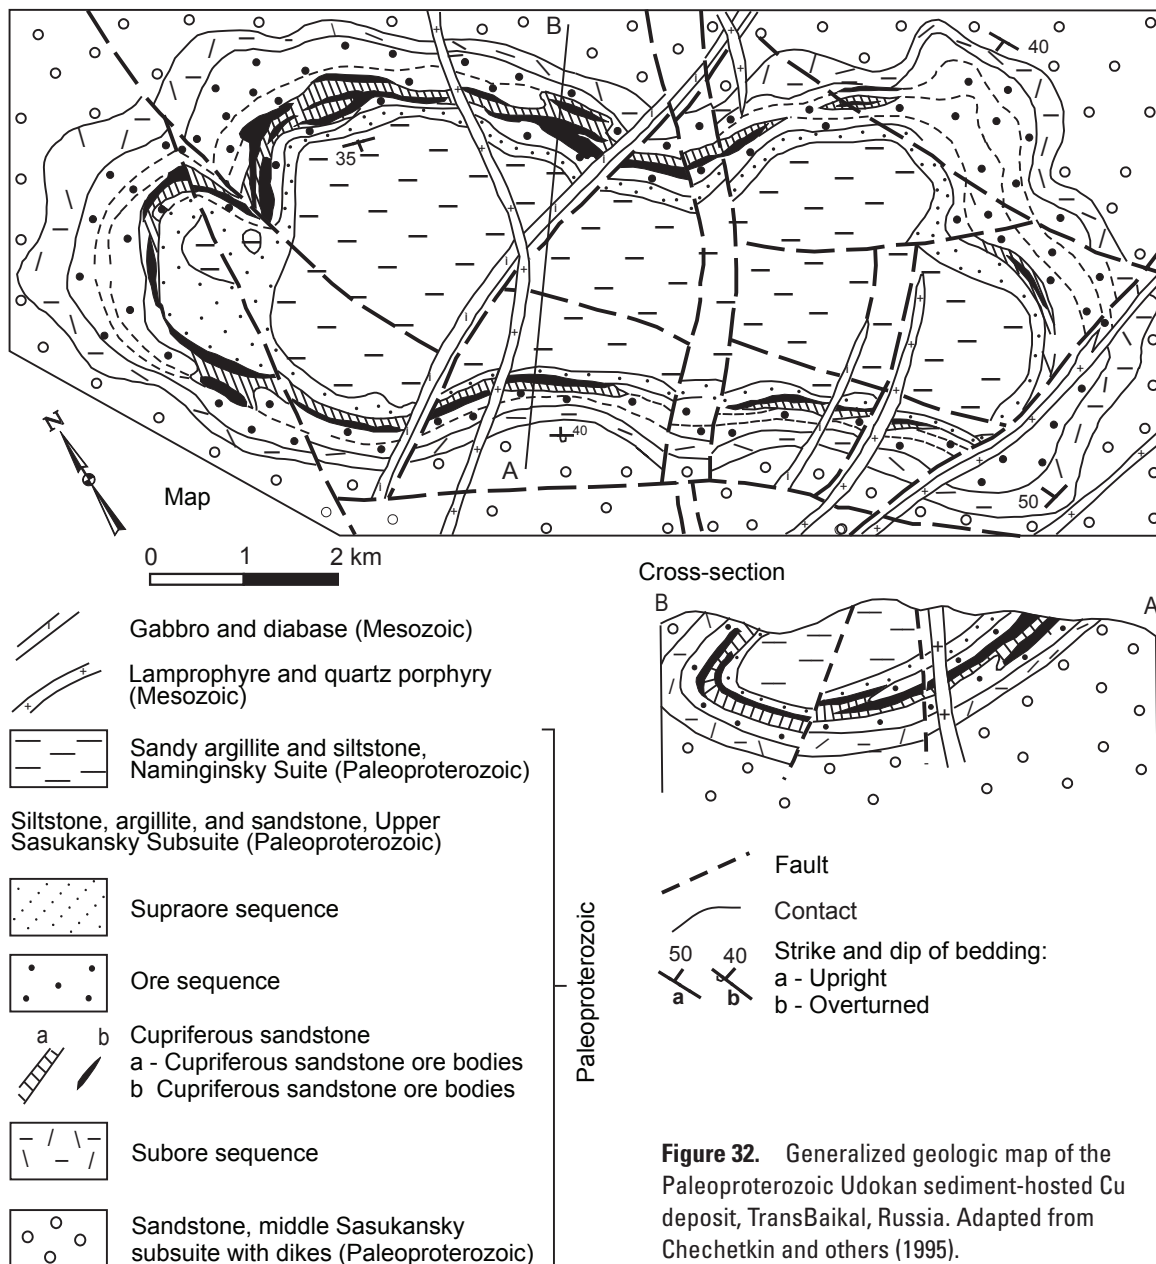 B
40
35
40
A
50
N
Map
0 1 2 km
Cross-section
B
A
Gabbro and diabase (Mesozoic)
Lamprophyre and quartz porphyry
(Mesozoic)
Sandy argillite and siltstone,
Naminginsky Suite (Paleoproterozoic)
Siltstone, argillite, and sandstone, Upper
Sasukansky Subsuite (Paleoproterozoic)
Supraore sequence
Ore sequence
a b
Cupriferous sandstone
a - Cupriferous sandstone ore bodies
b Cupriferous sandstone ore bodies
Subore sequence
Sandstone, middle Sasukansky
subsuite with dikes (Paleoproterozoic)
Paleoproterozoic
Fault
Contact
50 40
a b
Strike and dip of bedding:
a - Upright
b - Overturned
Figure 32. Generalized geologic map of the
Paleoproterozoic Udokan sediment-hosted Cu
deposit, TransBaikal, Russia. Adapted from
Chechetkin and others (1995).